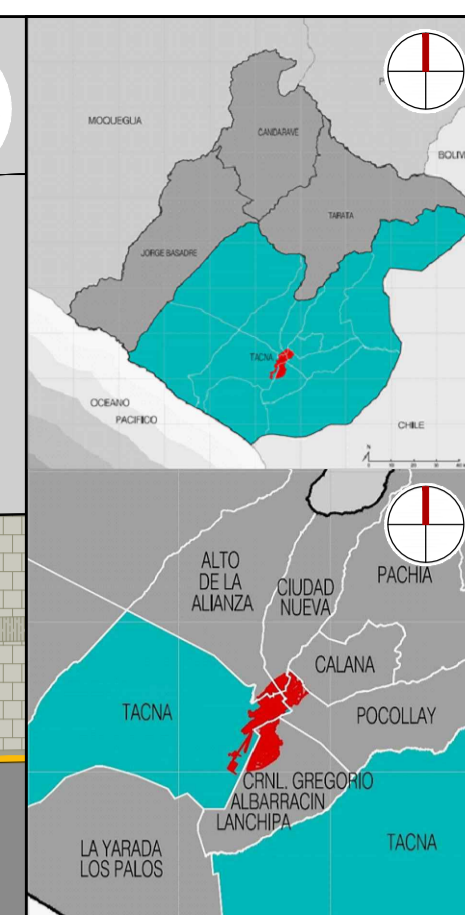 MOQUEGUA
CANDARAVE
BOLIV
TARATA
JORGE BASADRE
TACNA
OCEANO
PACIFICO
CHILE
N
ALTO
DE LA
ALIANZA
CIUDAD
NUEVA
PACHIA
CALANA
TACNA
POCOLLAY
CRNL. GREGORIO
ALBARRACIN
LANCHIPA
LA YARADA
LOS PALOS
TACNA